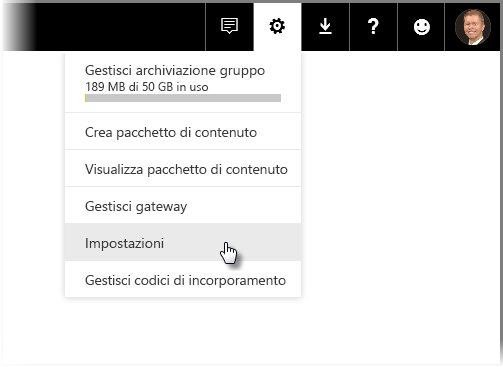 Gestisci archiviazione gruppo
189 MB di 50 GB in uso
Crea pacchetto di contenuto
Visualizza pacchetto di contenuto
Gestisci gateway
Impostazioni
Gestisci codici di incorporamento